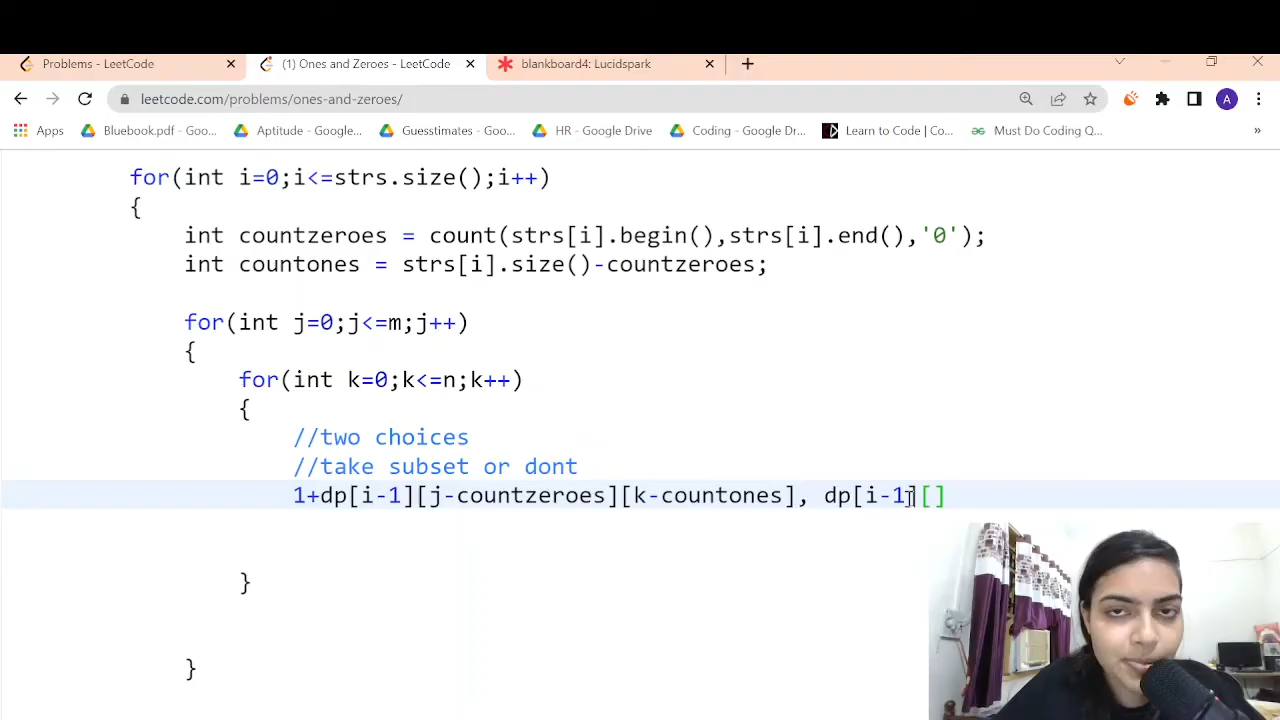 Problems - LeetCode
(1) Ones and Zeroes - LeetCode
blankboard4: Lucidspark
leetcode.com/problems/ones-and-zeroes/
A
Apps
Bluebook.pdf - Goo...
Aptitude - Google...
Guesstimates - Goo...
HR - Google Drive
Coding - Google Dr...
Learn to Code | Co...
Must Do Coding Q...
»
for(int i=0;i<=strs.size();i++)
{
int countzeroes = count(strs[i].begin(),strs[i].end(),'0');
int countones = strs[i].size()-countzeroes;
for(int j=0;j<=m;j++)
{
for(int k=0;k<=n;k++)
{
//two choices
//take subset or dont
1+dp[i-1][j-countzeroes][k-countones], dp[i-1][]
}
}